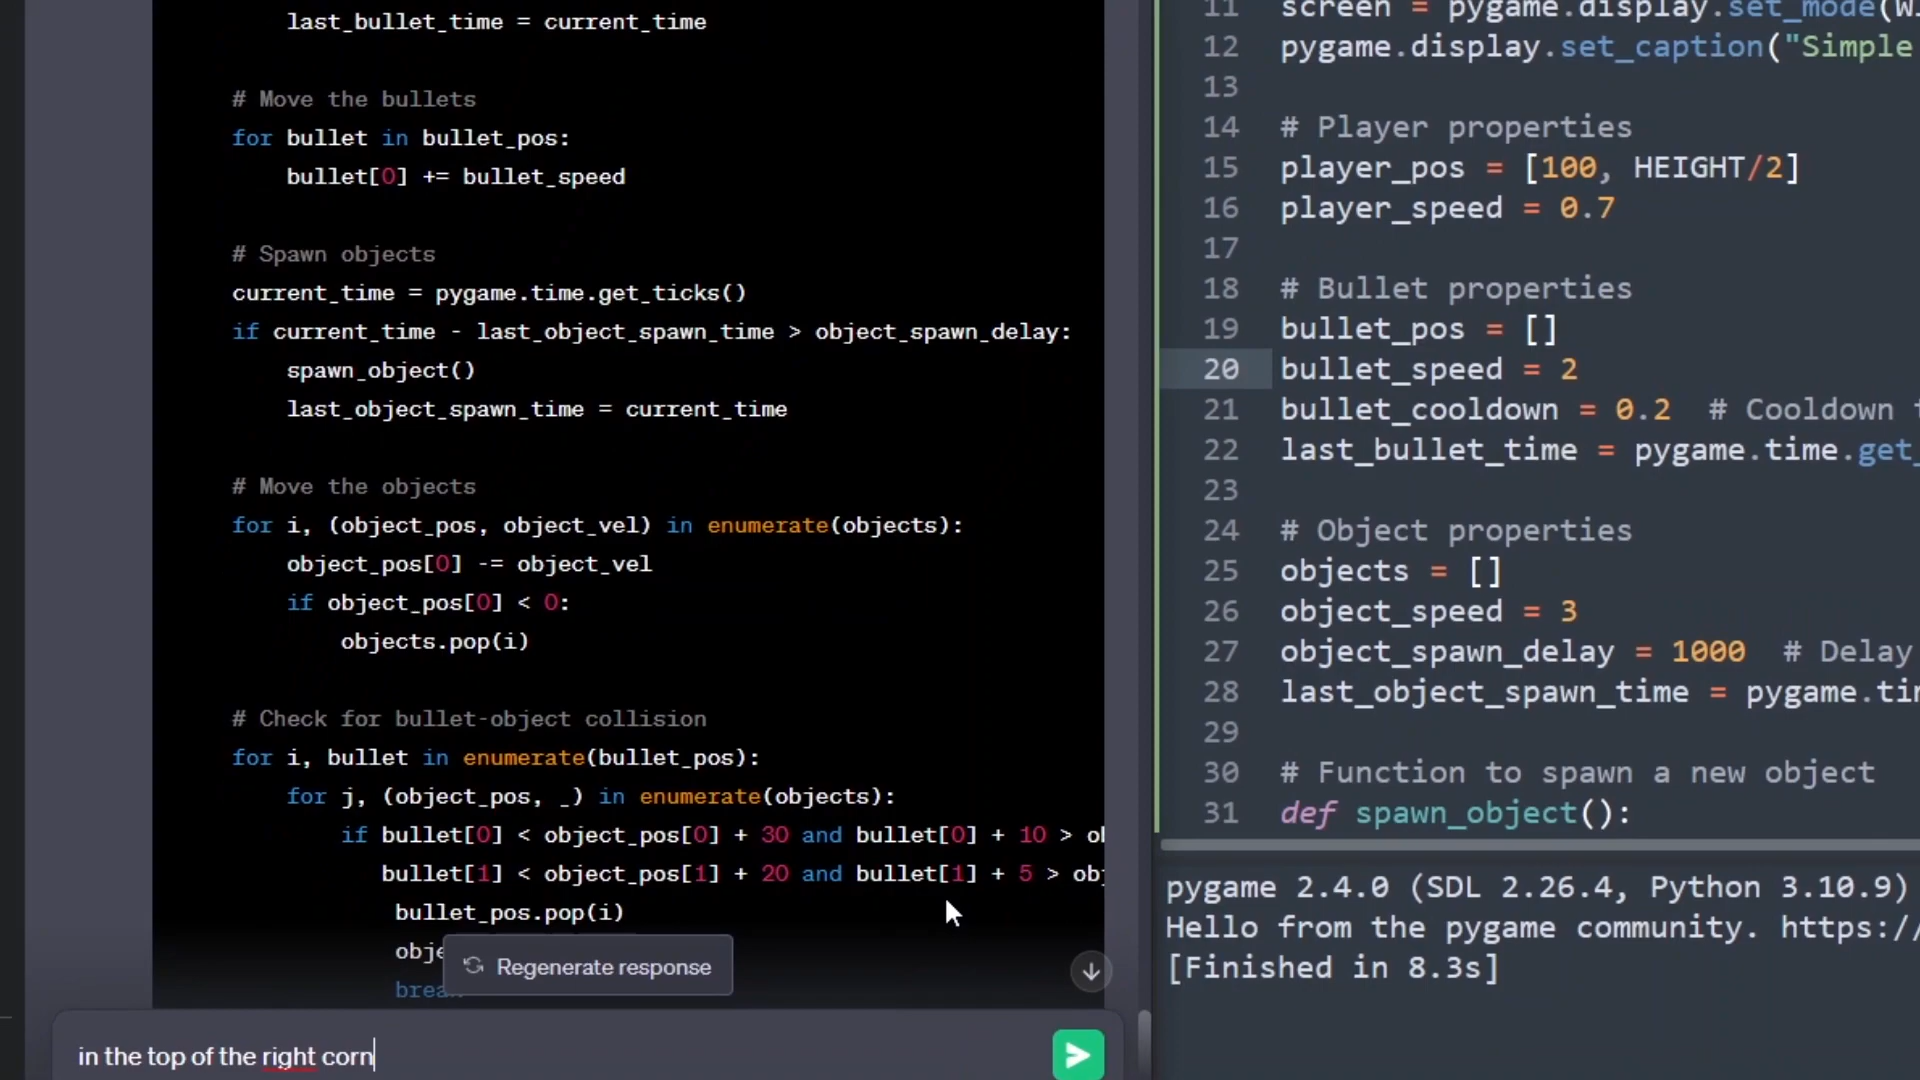 last_bullet_time = current_time
# Move the bullets
for bullet in bullet_pos:
bullet[0] += bullet_speed
# Spawn objects
current_time = pygame.time.get_ticks()
if current_time - last_object_spawn_time > object_spawn_delay:
spawn_object()
last_object_spawn_time = current_time
# Move the objects
for i, (object_pos, object_vel) in enumerate(objects):
object_pos[0] -= object_vel
if object_pos[0] < 0:
objects.pop(i)
# Check for bullet-object collision
for i, bullet in enumerate(bullet_pos):
for j, (object_pos, _) in enumerate(objects):
if bullet[0] < object_pos[0] + 30 and bullet[0] + 10 >
bullet[1] < object_pos[1] + 20 and bullet[1] + 5 >
bullet_pos.pop(i)
obje
brea
Regenerate response
in the top of the right corn
11 screen = pygame.display.set_mode(W
12 pygame.display.set_caption("Simple
13
14 # Player properties
15 player_pos = [100, HEIGHT/2]
16 player_speed = 0.7
17
18 # Bullet properties
19 bullet_pos = []
20 bullet_speed = 2
21 bullet_cooldown = 0.2 # Cooldown
22 last_bullet_time = pygame.time.get_
23
24 # Object properties
25 objects = []
26 object_speed = 3
27 object_spawn_delay = 1000 # Delay
28 last_object_spawn_time = pygame.ti
29
30 # Function to spawn a new object
31 def spawn_object():
pygame 2.4.0 (SDL 2.26.4, Python 3.10.9)
Hello from the pygame community. https:/
[Finished in 8.3s]